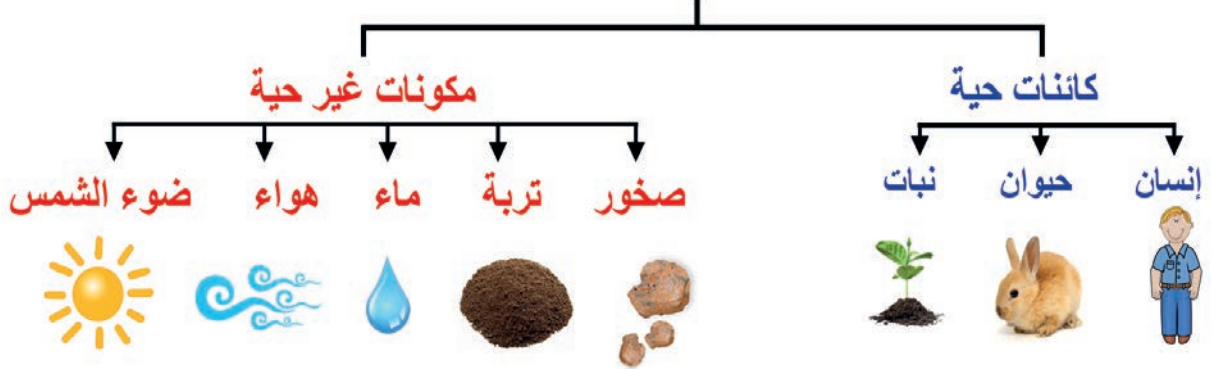 كائنات حية
مكونات غير حية
إنسان
حيوان
نبات
صخور
تربة
ماء
هواء
ضوء الشمس